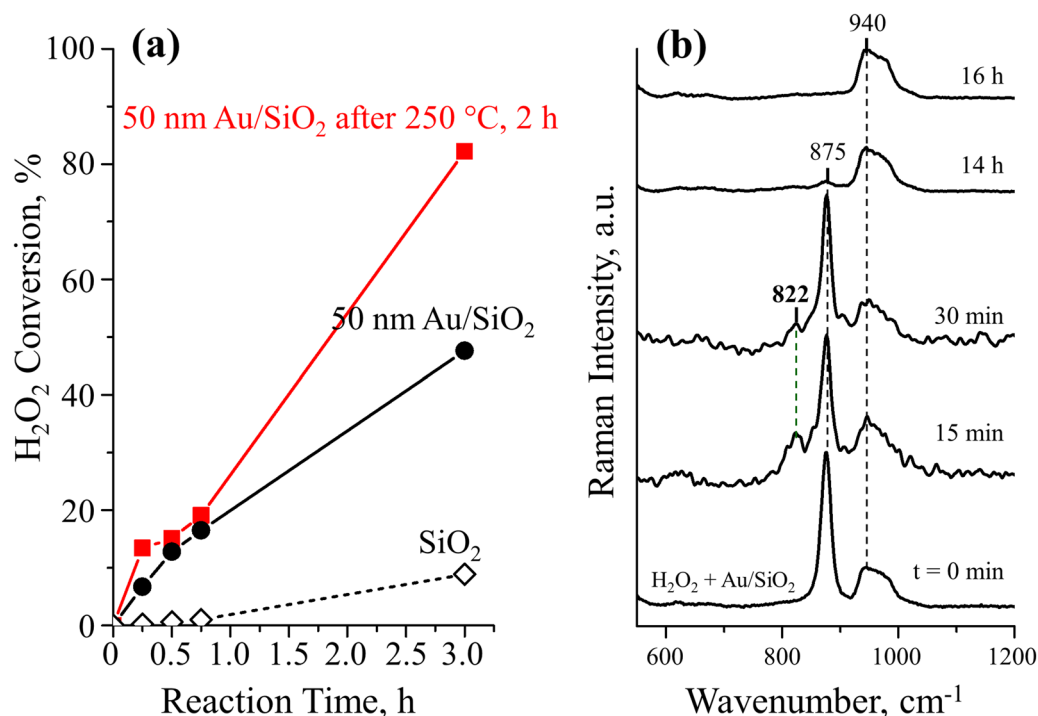 (a)
H₂O₂ Conversion, %
100
80
60
40
20
0
50 nm Au/SiO₂ after 250 °C, 2 h
50 nm Au/SiO₂
SiO₂
0 0.5 1.0 1.5 2.0 2.5 3.0
Reaction Time, h
(b)
Raman Intensity, a.u.
940
16 h
875
14 h
822
30 min
15 min
H₂O₂ + Au/SiO₂
t = 0 min
600 800 1000 1200
Wavenumber, cm⁻¹